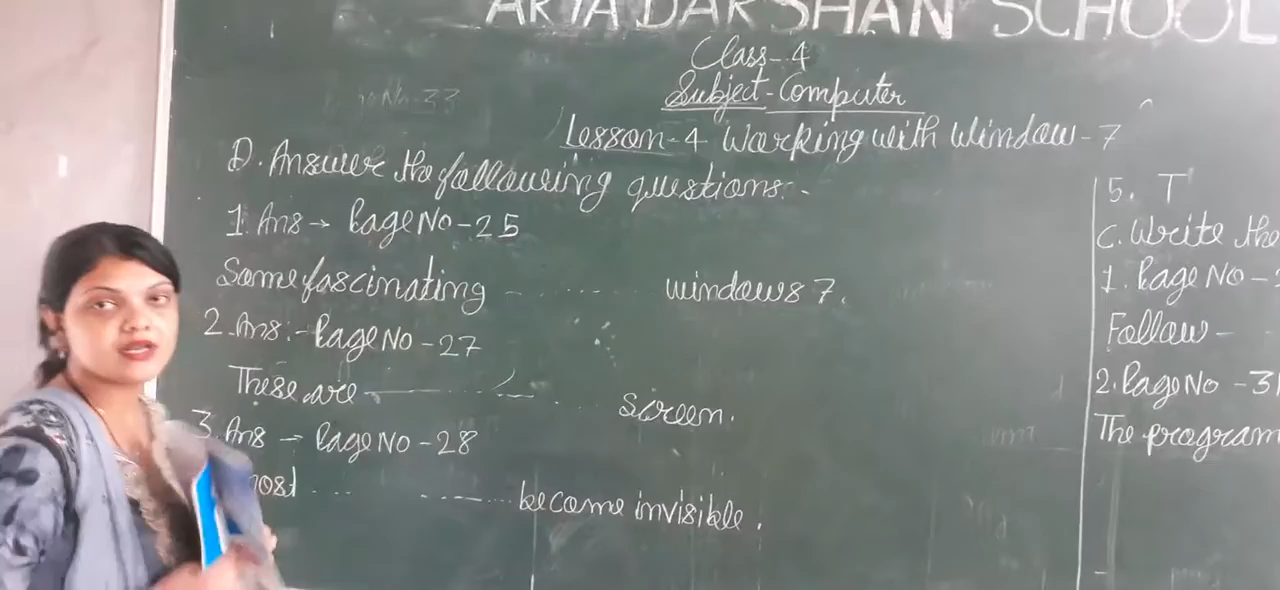 ARYA DARSHAN SCHOOL
Class-4
Subject-Computer
Lesson-4 Working with Window-7
D. Answer the following questions:-
1. Ans → Page No-25
Some fascinating - ........ windows 7.
2. Ans:- Page No -27
These are ———--- ... screen.
3. Ans → Page No -28
most ... ------... become invisible.
5. T
C. Write the
1. Page No -
Follow -
2. Page No -31
The program